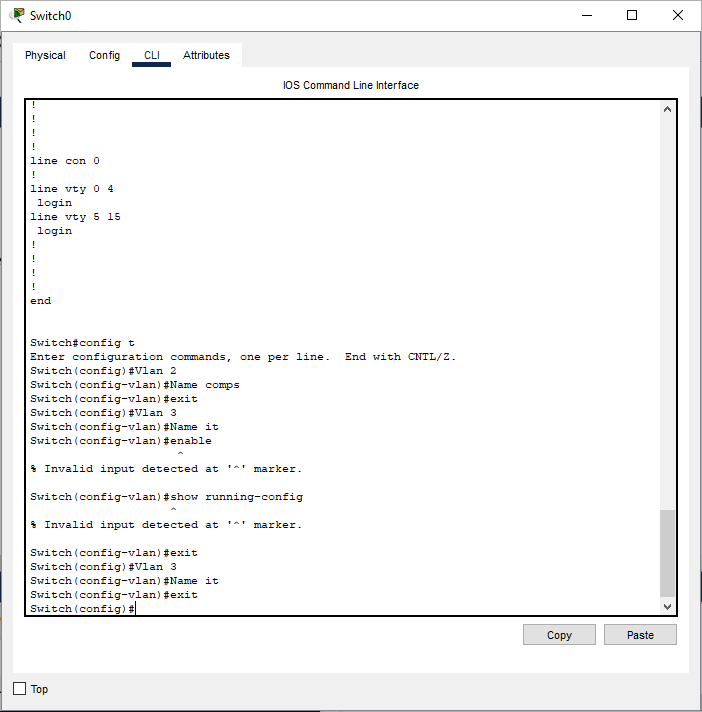 Switch0
Physical Config CLI Attributes
IOS Command Line Interface
!
!
!
!
line con 0
!
line vty 0 4
 login
line vty 5 15
 login
!
!
!
!
end
Switch#config t
Enter configuration commands, one per line.  End with CNTL/Z.
Switch(config)#Vlan 2
Switch(config-vlan)#Name comps
Switch(config-vlan)#exit
Switch(config)#Vlan 3
Switch(config-vlan)#Name it
Switch(config-vlan)#enable
^
% Invalid input detected at '^' marker.
Switch(config-vlan)#show running-config
^
% Invalid input detected at '^' marker.
Switch(config-vlan)#exit
Switch(config)#Vlan 3
Switch(config-vlan)#Name it
Switch(config-vlan)#exit
Switch(config)#
Copy Paste
Top